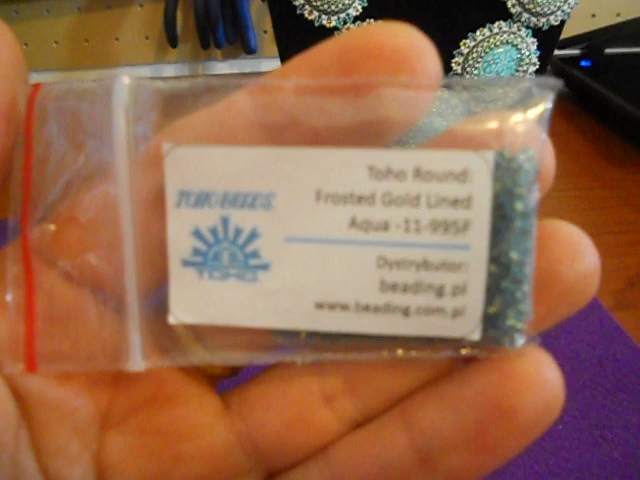 TOHO BEADS.
TOHO
Toho Round:
Frosted Gold Lined
Aqua -11-995F
Dystrybutor:
beading.pl
www.beading.com.pl